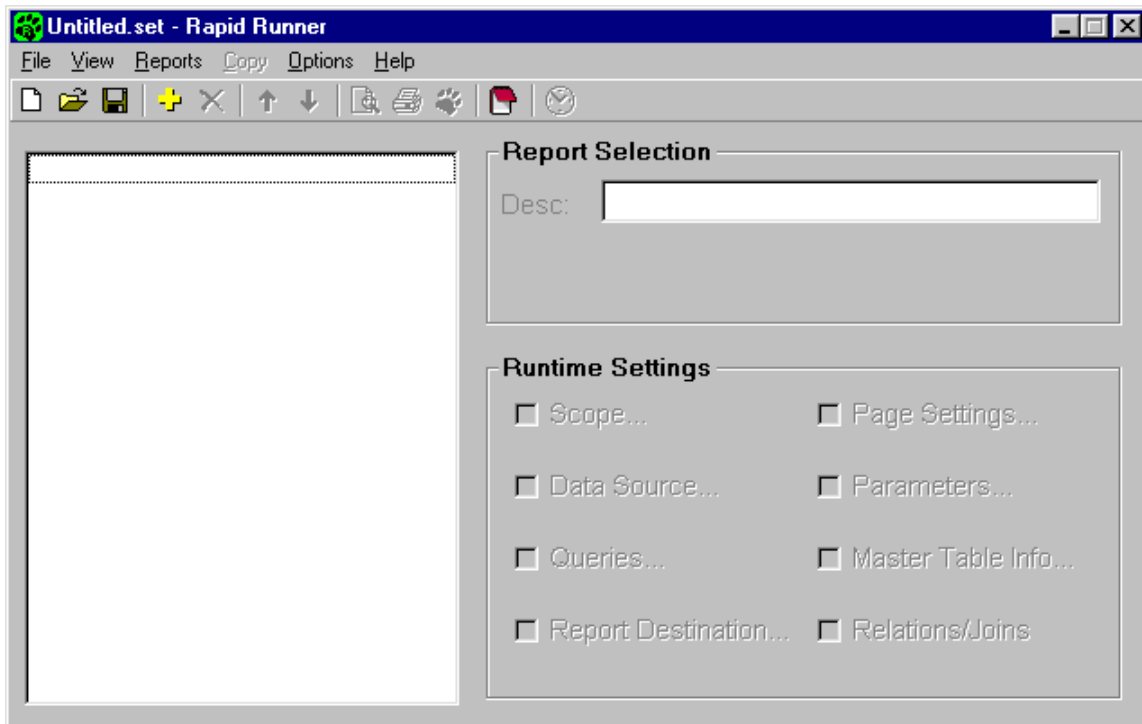 Untitled.set - Rapid Runner
File View Reports Copy Options Help
Report Selection
Desc:
Runtime Settings
Scope... Page Settings...
Data Source... Parameters...
Queries... Master Table Info...
Report Destination... Relations/Joins